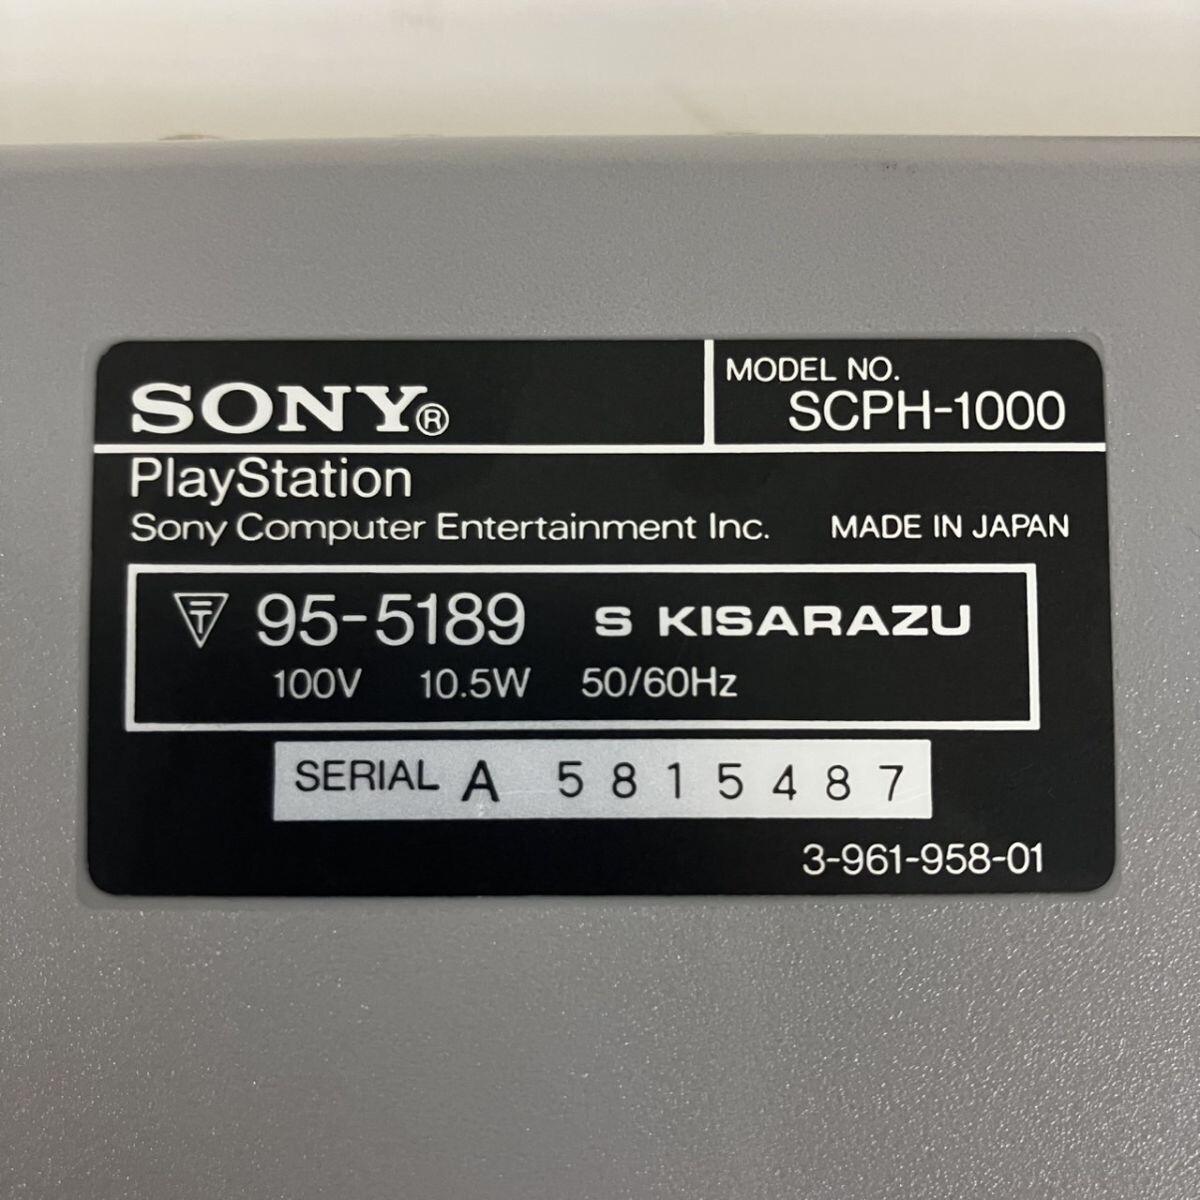 SONY®
MODEL NO.
SCPH-1000
PlayStation
Sony Computer Entertainment Inc. MADE IN JAPAN
〒 95-5189 S KISARAZU
100V 10.5W 50/60Hz
SERIAL A 5815487
3-961-958-01